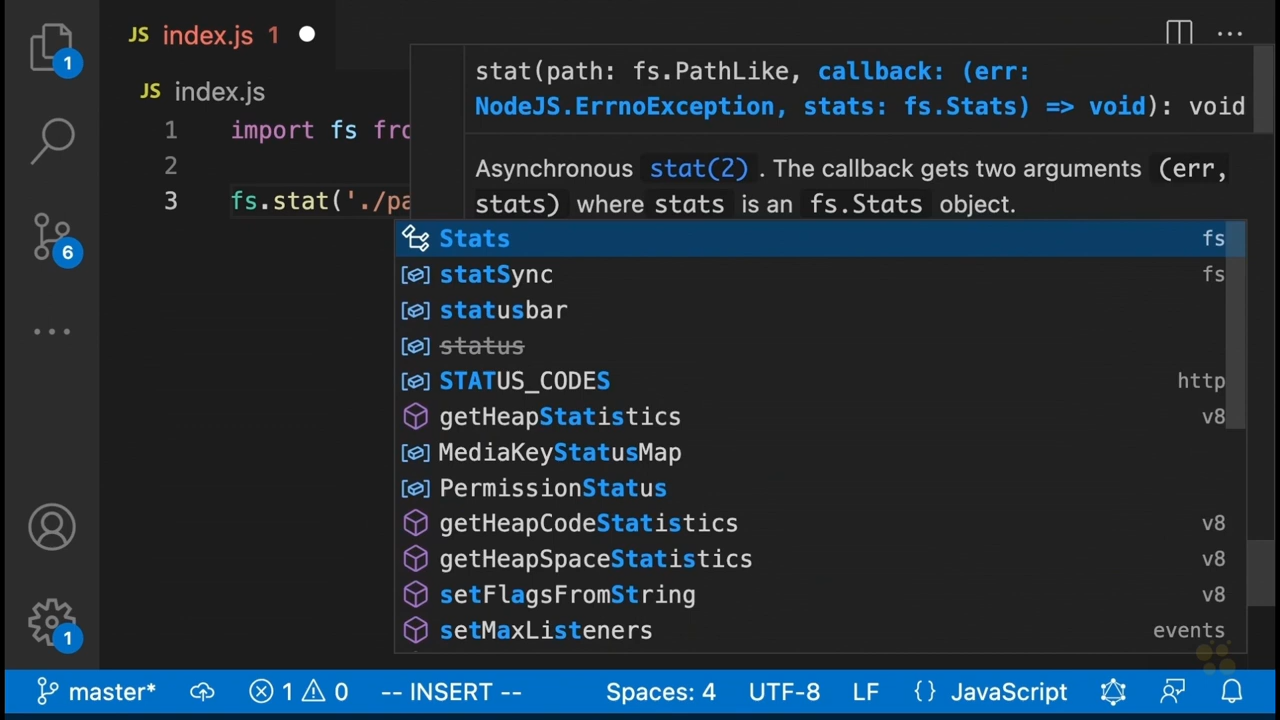 1
JS index.js 1
JS index.js
1 import fs fro
2
3 fs.stat('./pa
stat(path: fs.PathLike, callback: (err:
NodeJS.ErrnoException, stats: fs.Stats) => void): void
Asynchronous stat(2) . The callback gets two arguments (err,
stats) where stats is an fs.Stats object.
6
Stats fs
statSync fs
statusbar
status
STATUS_CODES http
getHeapStatistics v8
MediaKeyStatusMap
PermissionStatus
getHeapCodeStatistics v8
getHeapSpaceStatistics v8
setFlagsFromString v8
setMaxListeners events
1
master* 1 0 -- INSERT -- Spaces: 4 UTF-8 LF {} JavaScript